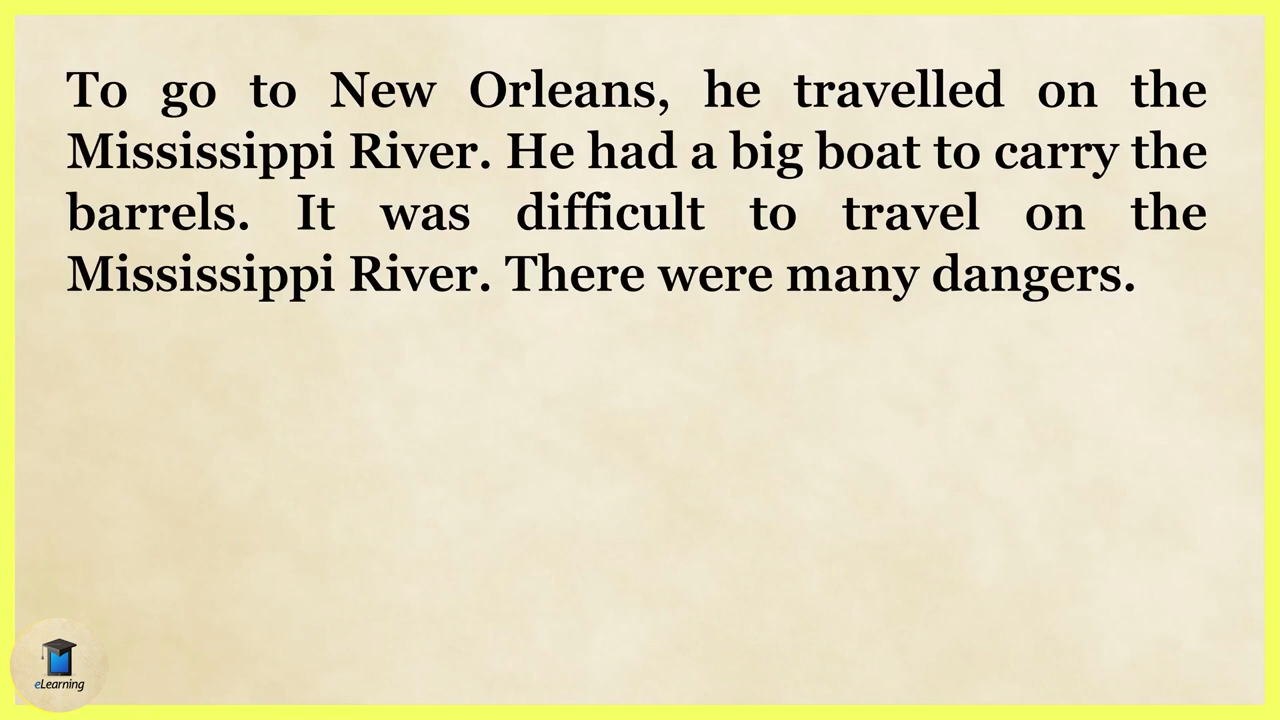 To go to New Orleans, he travelled on the
Mississippi River. He had a big boat to carry the
barrels. It was difficult to travel on the
Mississippi River. There were many dangers.
eLearning